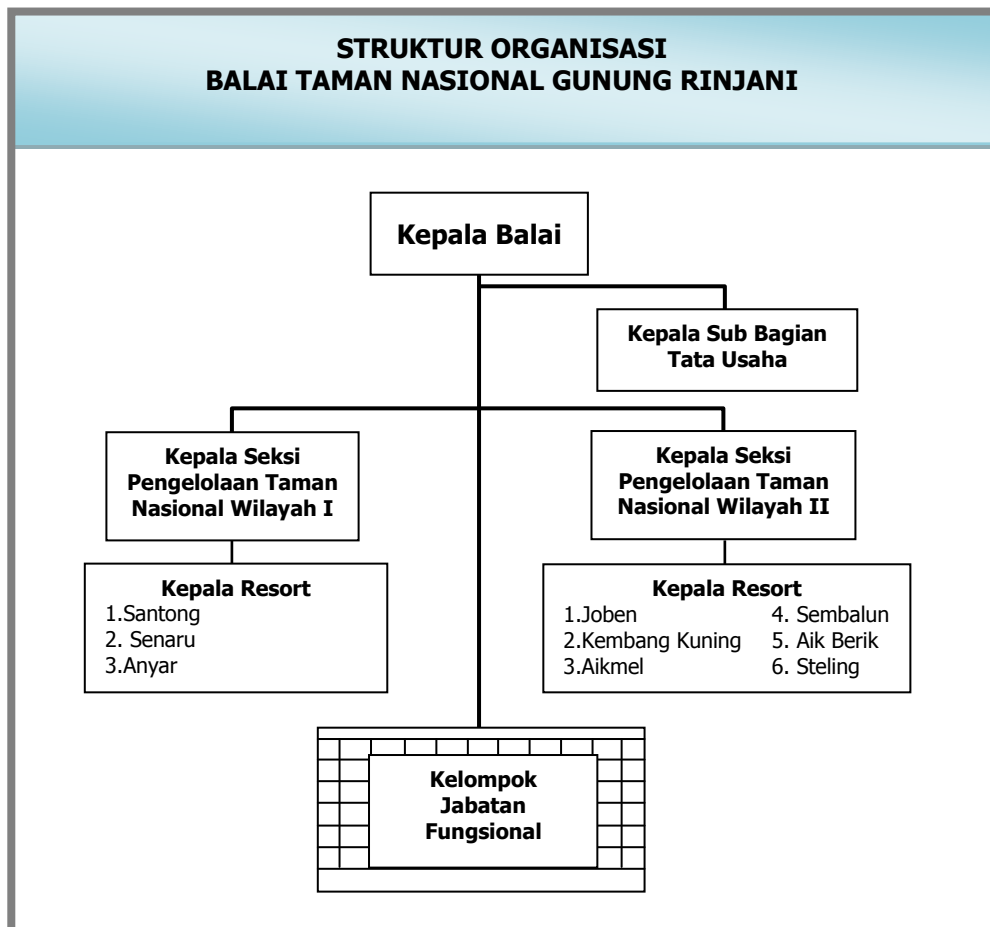 STRUKTUR ORGANISASI
BALAI TAMAN NASIONAL GUNUNG RINJANI
Kepala Balai
Kepala Sub Bagian
Tata Usaha
Kepala Seksi
Pengelolaan Taman
Nasional Wilayah I
Kepala Seksi
Pengelolaan Taman
Nasional Wilayah II
Kepala Resort
1.Santong
2. Senaru
3.Anyar
Kepala Resort
1.Joben
2.Kembang Kuning
3.Aikmel
4. Sembalun
5. Aik Berik
6. Steling
Kelompok
Jabatan
Fungsional